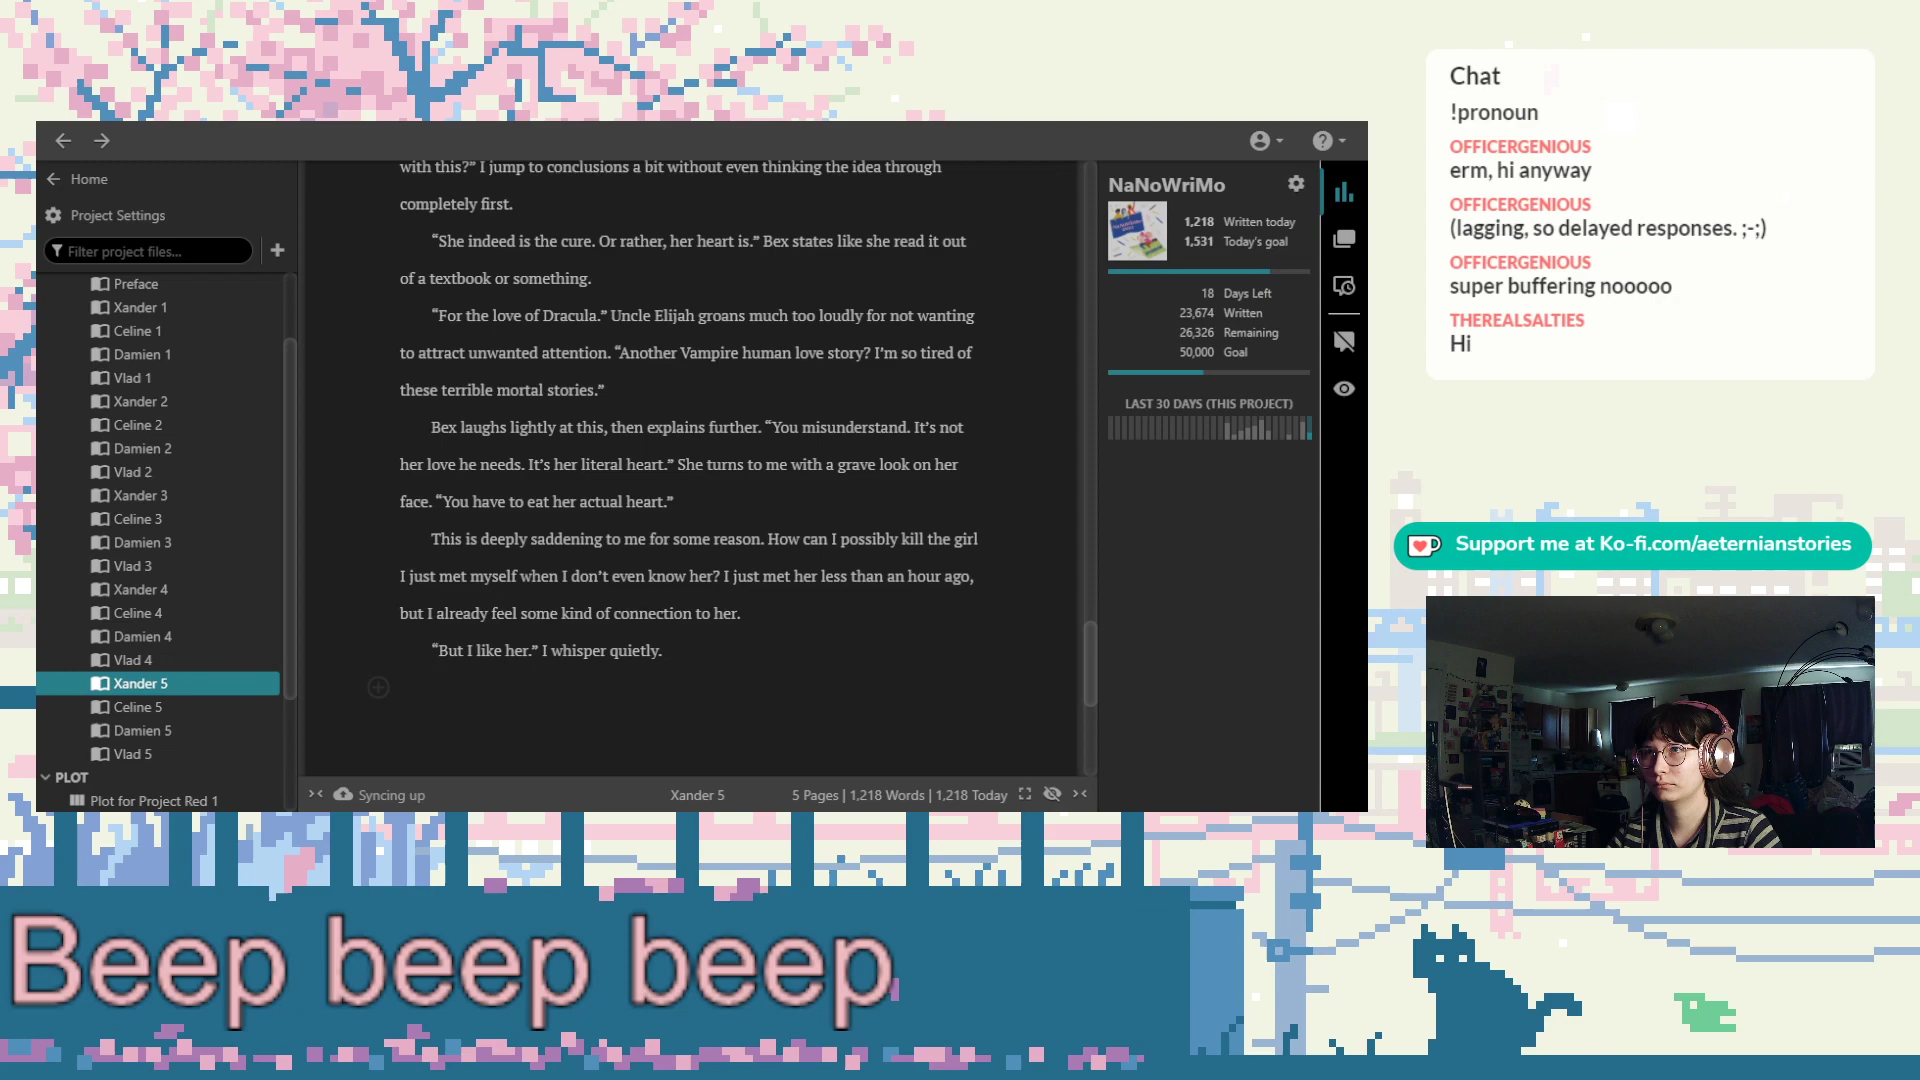 Home
Project Settings
Filter project files...
Preface
Xander 1
Celine 1
Damien 1
Vlad 1
Xander 2
Celine 2
Damien 2
Vlad 2
Xander 3
Celine 3
Damien 3
Vlad 3
Xander 4
Celine 4
Damien 4
Vlad 4
Xander 5
Celine 5
Damien 5
Vlad 5
PLOT
Plot for Project Red 1
with this?” I jump to conclusions a bit without even thinking the idea through
completely first.
“She indeed is the cure. Or rather, her heart is.” Bex states like she read it out
of a textbook or something.
“For the love of Dracula.” Uncle Elijah groans much too loudly for not wanting
to attract unwanted attention. “Another Vampire human love story? I’m so tired of
these terrible mortal stories.”
Bex laughs lightly at this, then explains further. “You misunderstand. It’s not
her love he needs. It’s her literal heart.” She turns to me with a grave look on her
face. “You have to eat her actual heart.”
This is deeply saddening to me for some reason. How can I possibly kill the girl
I just met myself when I don’t even know her? I just met her less than an hour ago,
but I already feel some kind of connection to her.
“But I like her.” I whisper quietly.
Syncing up
Xander 5
5 Pages | 1,218 Words | 1,218 Today
NaNoWriMo
1,218 Written today
1,531 Today's goal
18 Days Left
23,674 Written
26,326 Remaining
50,000 Goal
LAST 30 DAYS (THIS PROJECT)
Chat
!pronoun
OFFICERGENIOUS
erm, hi anyway
OFFICERGENIOUS
(lagging, so delayed responses. ;-;)
OFFICERGENIOUS
super buffering nooooo
THEREALSALTIES
Hi
Support me at Ko-fi.com/aeternianstories
Beep beep beep